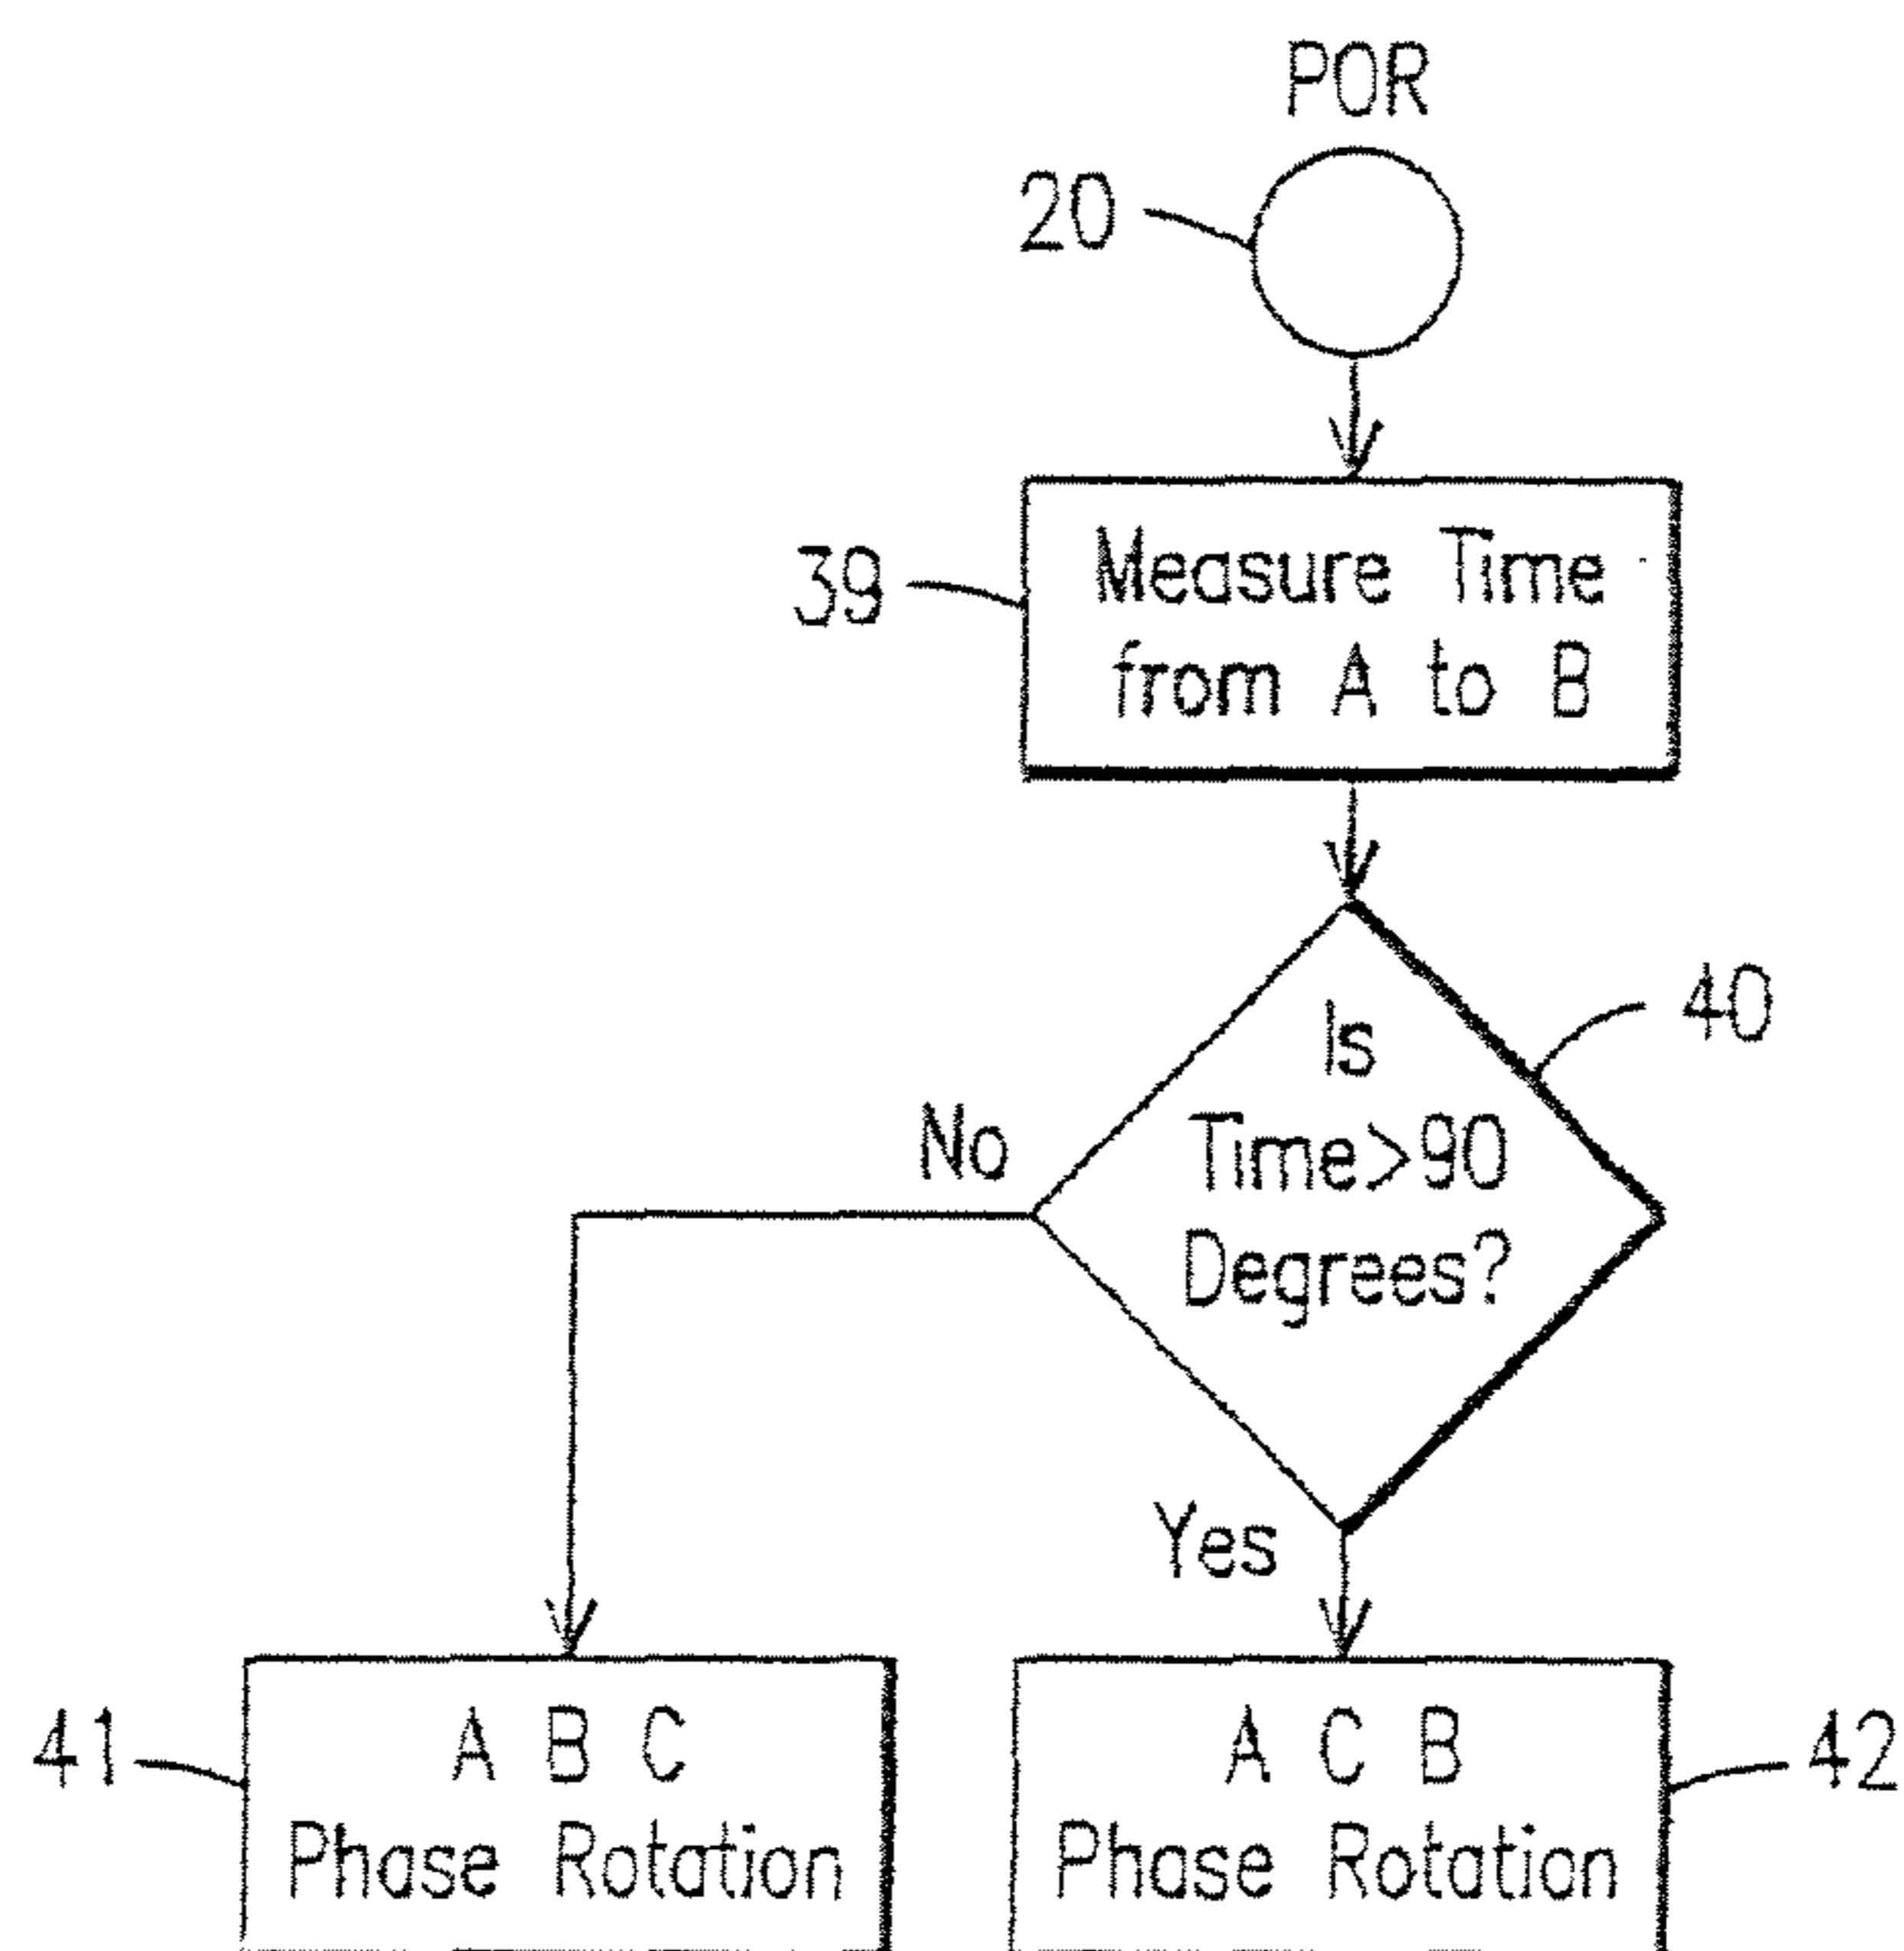 POR
20
39
Measure Time
from A to B
40
Is
Time>90
Degrees?
No
Yes
41
A B C
Phase Rotation
A C B
Phase Rotation
42